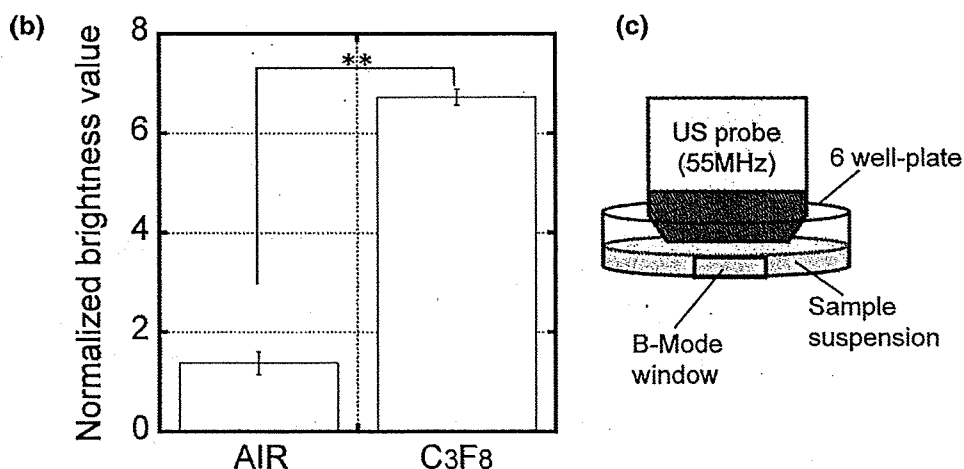 (b)
Normalized brightness value
8
6
4
2
0
**
AIR
C3F8
(c)
US probe
(55MHz)
6 well-plate
Sample
suspension
B-Mode
window